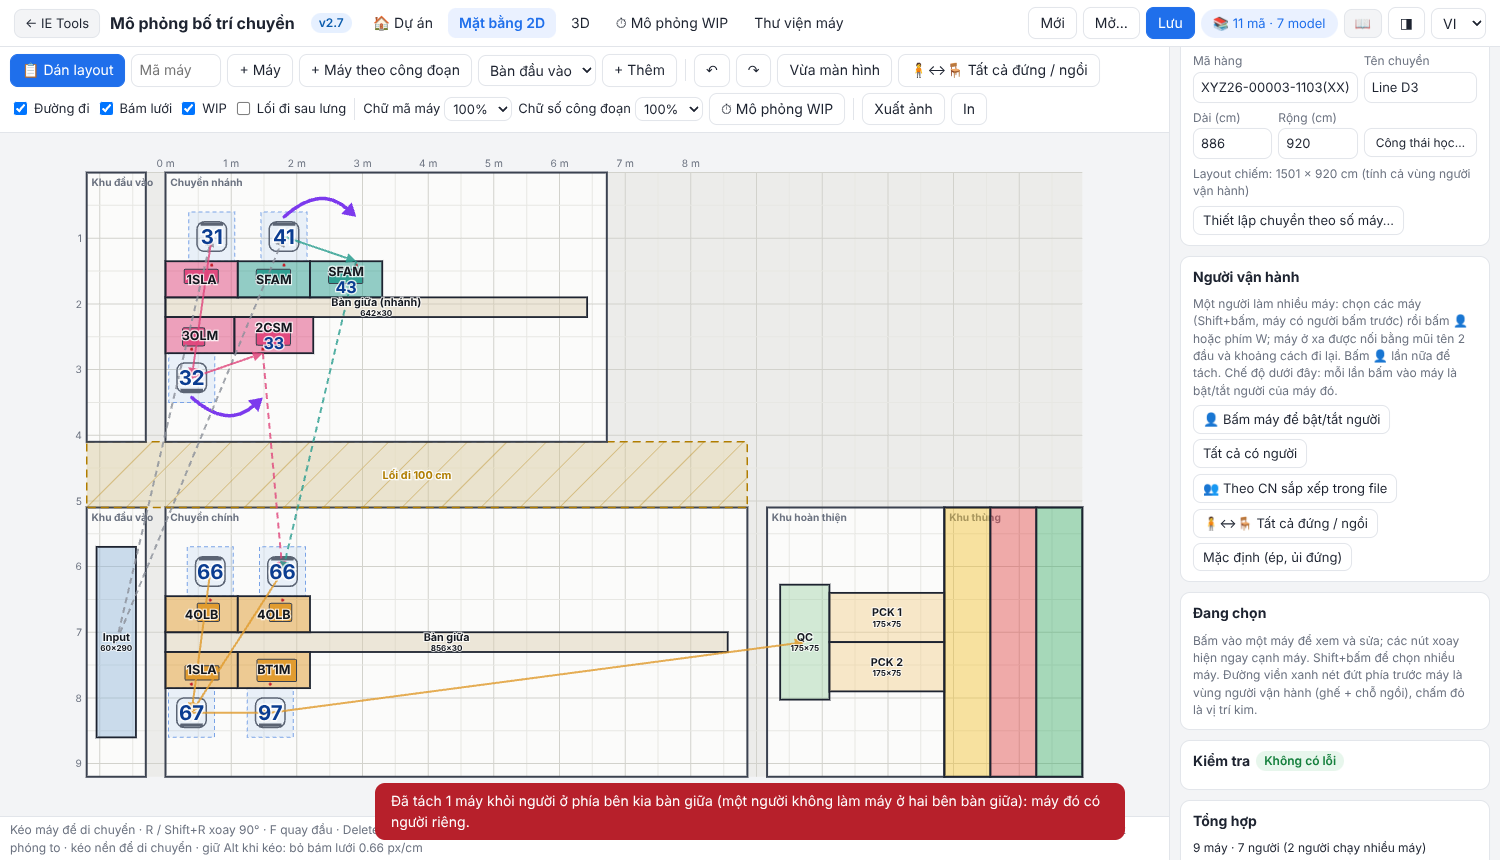 ← IE Tools
Mô phỏng bố trí chuyền
v2.7
🏠 Dự án
Mặt bằng 2D
3D
⏱ Mô phỏng WIP
Thư viện máy
Mới
Mở...
Lưu
📚 11 mã · 7 model
VI
📋 Dán layout
Mã máy
+ Máy
+ Máy theo công đoạn
Bàn đầu vào
+ Thêm
↶
↷
Vừa màn hình
🧍↔🪑 Tất cả đứng / ngồi
Đường đi
Bám lưới
WIP
Lối đi sau lưng
Chữ mã máy
100%
Chữ số công đoạn
100%
⏱ Mô phỏng WIP
Xuất ảnh
In
0 m
1 m
2 m
3 m
4 m
5 m
6 m
7 m
8 m
Khu đầu vào
Chuyền nhánh
31
41
1
1SLA
SFAM
SFAM
43
2
Bàn giữa (nhánh)
642×30
3OLM
2CSM
33
3
32
4
Lối đi 100 cm
5
Khu đầu vào
Chuyền chính
Khu hoàn thiện
Khu thùng
6
66
66
4OLB
4OLB
PCK 1
175×75
7
Input
60×290
Bàn giữa
856×30
QC
175×75
PCK 2
175×75
1SLA
BT1M
8
67
97
9
Đã tách 1 máy khỏi người ở phía bên kia bàn giữa (một người không làm máy ở hai bên bàn giữa): máy đó có
người riêng.
Kéo máy để di chuyển · R / Shift+R xoay 90° · F quay đầu · Delete
phóng to · kéo nền để di chuyển · giữ Alt khi kéo: bỏ bám lưới 0.66 px/cm
Mã hàng
Tên chuyền
XYZ26-00003-1103(XX)
Line D3
Dài (cm)
Rộng (cm)
886
920
Công thái học...
Layout chiếm: 1501 × 920 cm (tính cả vùng người
vận hành)
Thiết lập chuyền theo số máy...
Người vận hành
Một người làm nhiều máy: chọn các máy
(Shift+bấm, máy có người bấm trước) rồi bấm 👤
hoặc phím W; máy ở xa được nối bằng mũi tên 2
đầu và khoảng cách đi lại. Bấm 👤 lần nữa để
tách. Chế độ dưới đây: mỗi lần bấm vào máy là
bật/tắt người của máy đó.
👤 Bấm máy để bật/tắt người
Tất cả có người
👥 Theo CN sắp xếp trong file
🧍↔🪑 Tất cả đứng / ngồi
Mặc định (ép, ủi đứng)
Đang chọn
Bấm vào một máy để xem và sửa; các nút xoay
hiện ngay cạnh máy. Shift+bấm để chọn nhiều
máy. Đường viền xanh nét đứt phía trước máy là
vùng người vận hành (ghế + chỗ ngồi), chấm đỏ
là vị trí kim.
Kiểm tra
Không có lỗi
Tổng hợp
9 máy · 7 người (2 người chạy nhiều máy)